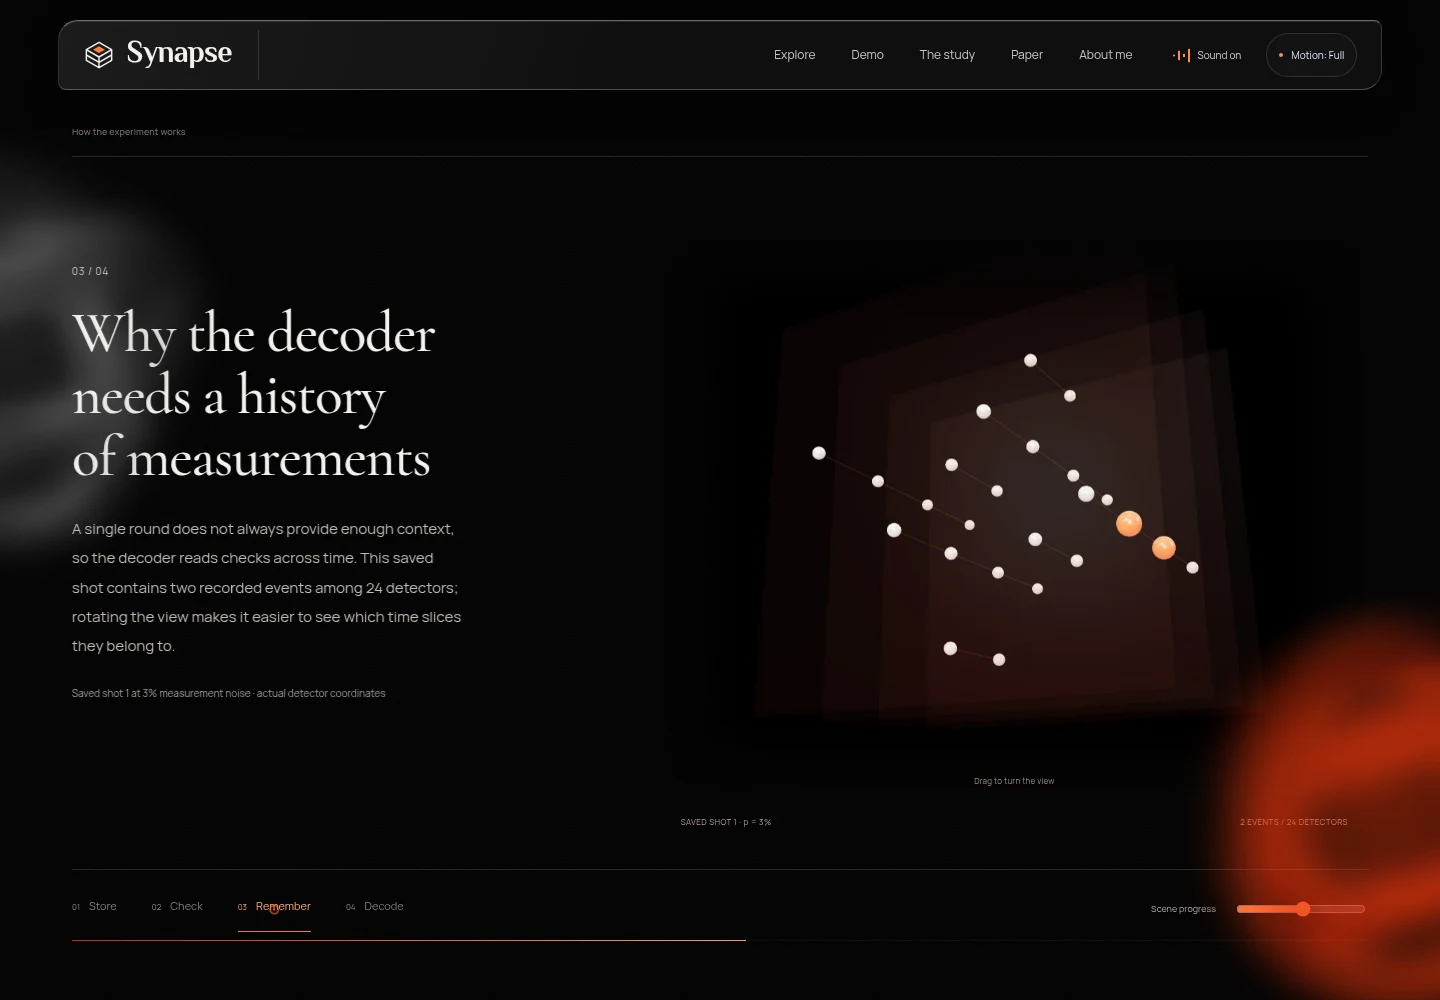 Synapse
Explore Demo The study Paper About me Sound on Motion: Full
How the experiment works
03 / 04
Why the decoder
needs a history
of measurements
A single round does not always provide enough context,
so the decoder reads checks across time. This saved
shot contains two recorded events among 24 detectors;
rotating the view makes it easier to see which time slices
they belong to.
Saved shot 1 at 3% measurement noise · actual detector coordinates
Drag to turn the view
SAVED SHOT 1 · p = 3% 2 EVENTS / 24 DETECTORS
01 Store 02 Check 03 Remember 04 Decode Scene progress